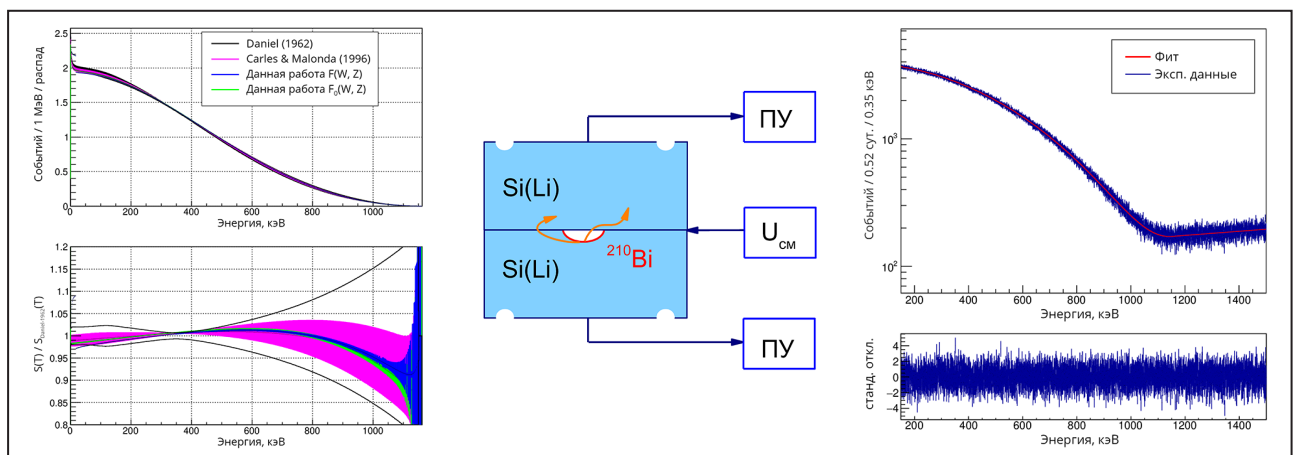 Событий / 1 МэВ / распад
2.5
2
1.5
1
0.5
0
Daniel (1962)
Carles & Malonda (1996)
Данная работа F(W, Z)
Данная работа F₀(W, Z)
0 200 400 600 800 1000
Энергия, кэВ
S(T) / S_Daniel 1962(T)
1.2
1.15
1.1
1.05
1
0.95
0.9
0.85
0.8
0 200 400 600 800 1000
Энергия, кэВ
ПУ
Si(Li)
²¹⁰Bi
Uсм
Si(Li)
ПУ
Событий / 0.52 сут. / 0.35 кэВ
10³
10²
Фит
Эксп. данные
200 400 600 800 1000 1200 1400
Энергия, кэВ
станд. откл.
4
2
0
−2
−4
200 400 600 800 1000 1200 1400
Энергия, кэВ